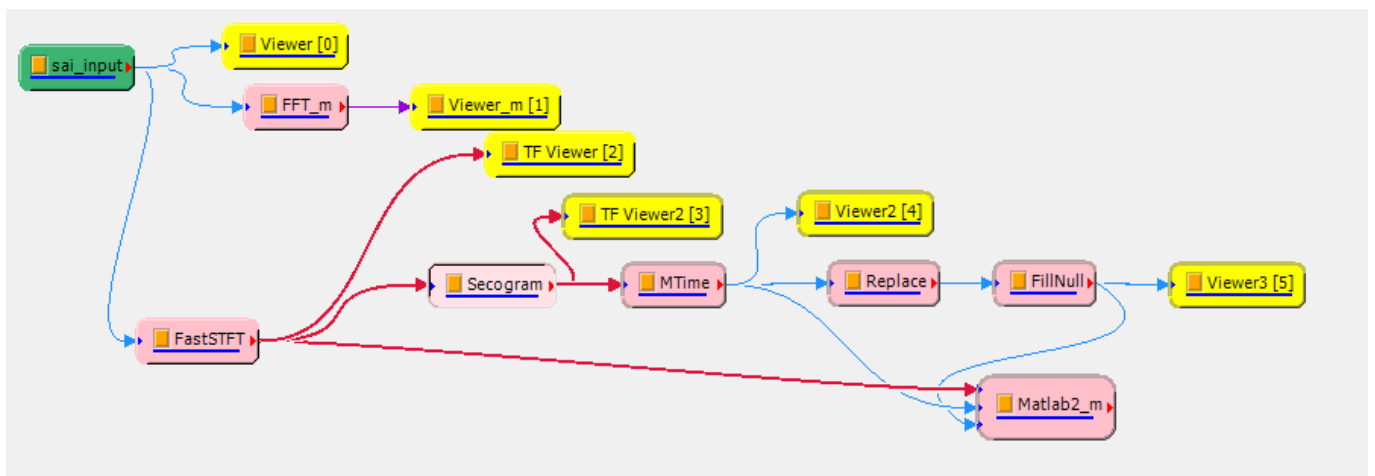 sai_input
Viewer [0]
FFT_m
Viewer_m [1]
TF Viewer [2]
TF Viewer2 [3]
Viewer2 [4]
Secogram
MTime
Replace
FillNull
Viewer3 [5]
FastSTFT
Matlab2_m